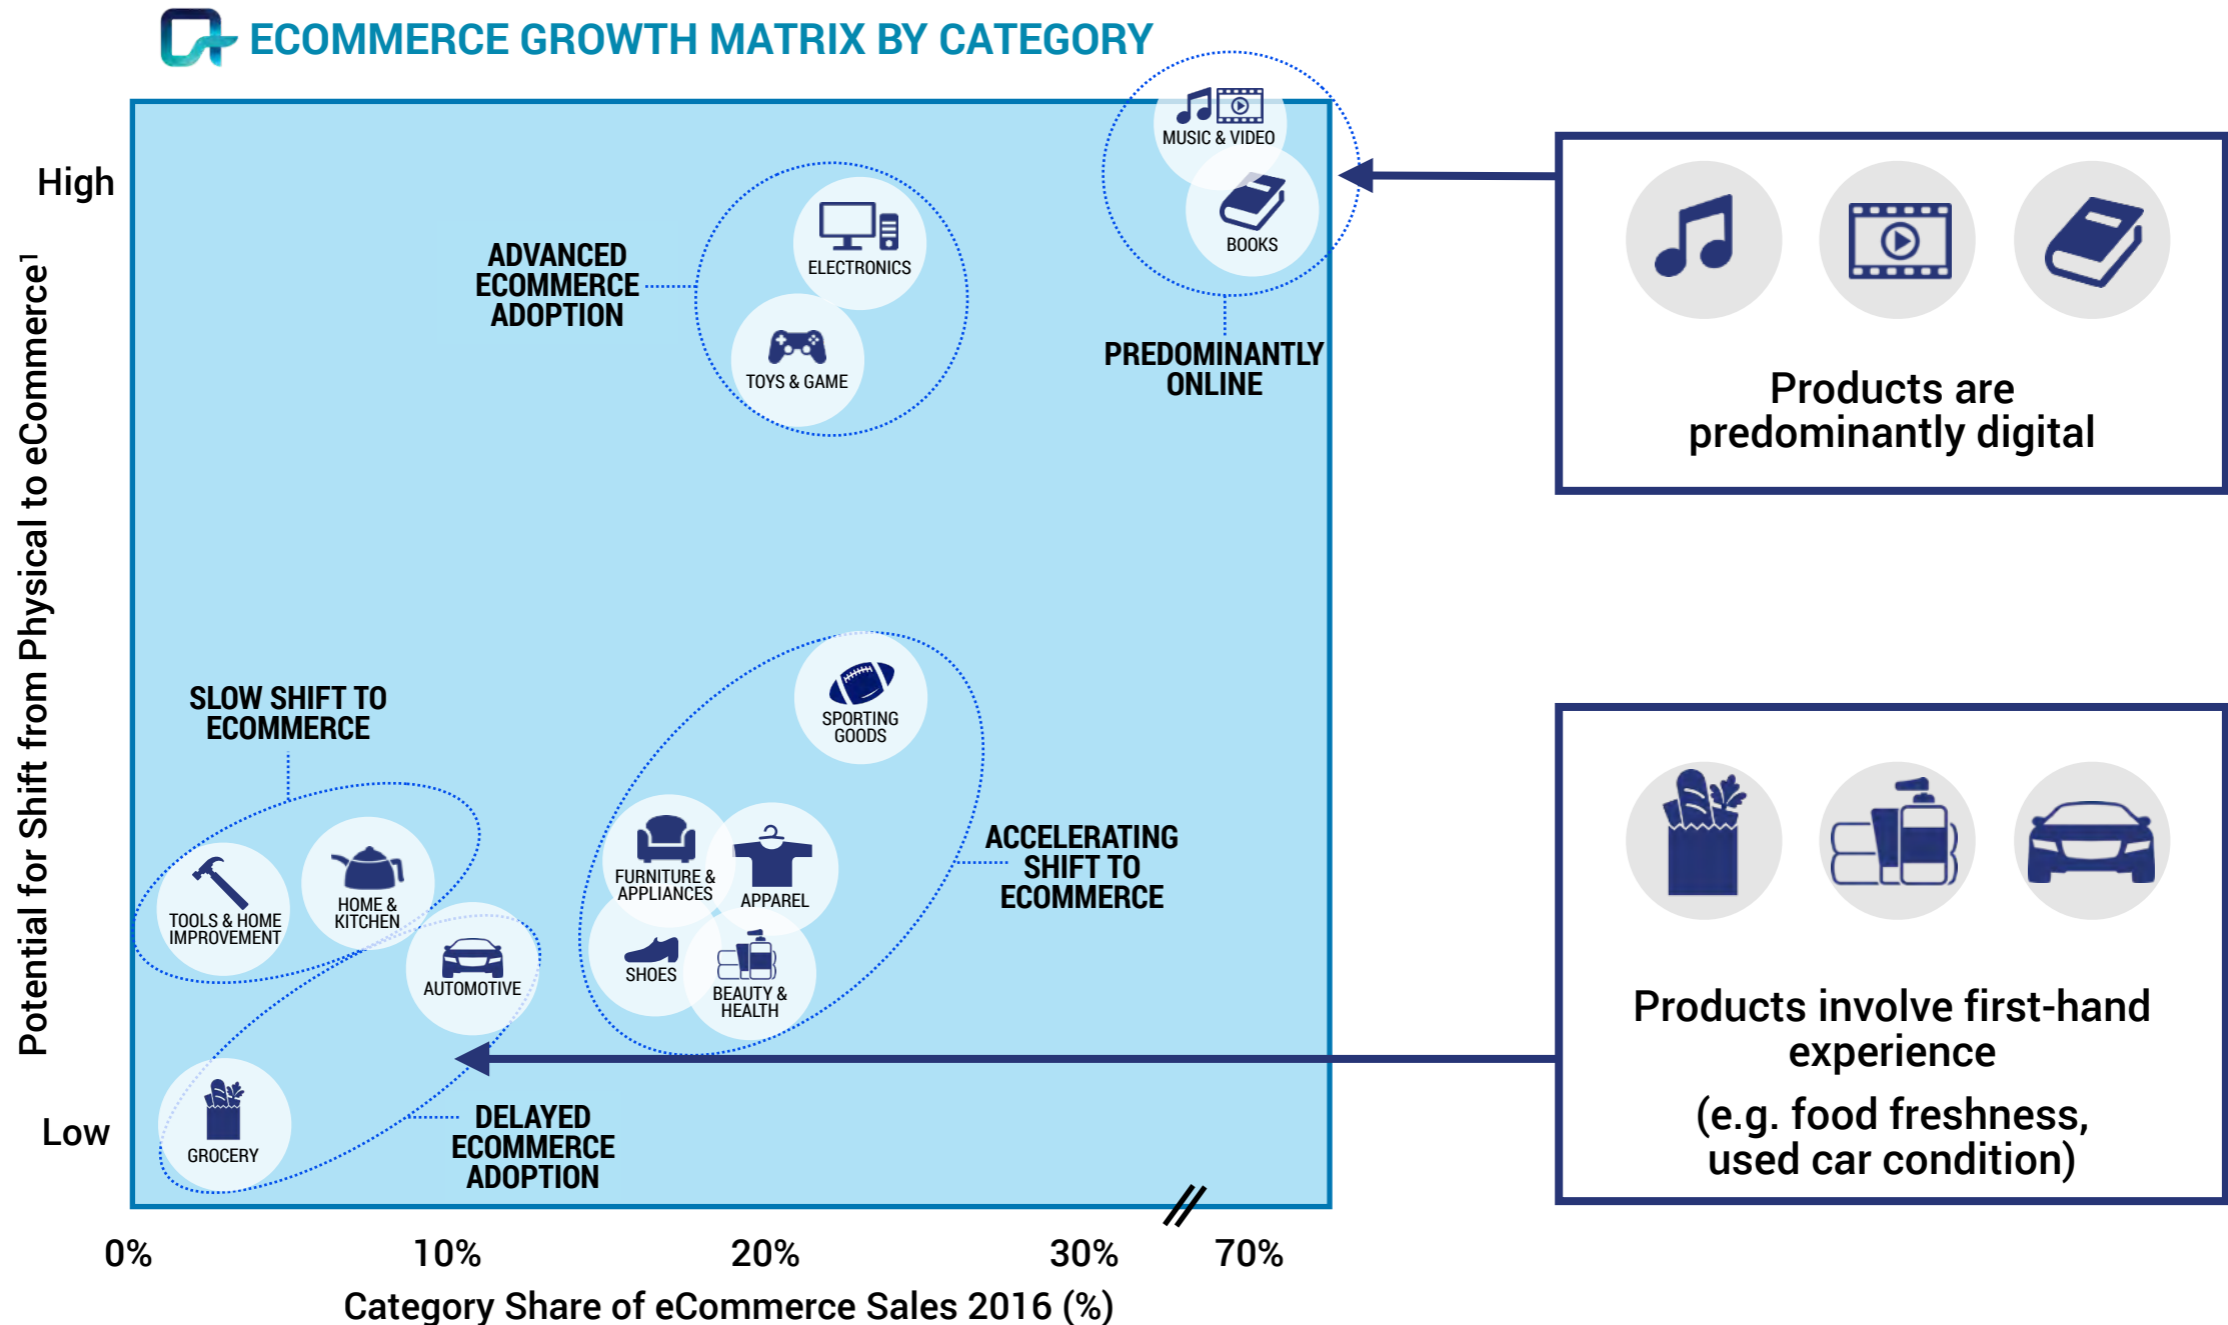 ECOMMERCE GROWTH MATRIX BY CATEGORY
High
Potential for Shift from Physical to eCommerce¹
Low
MUSIC & VIDEO
BOOKS
PREDOMINANTLY
ONLINE
ADVANCED
ECOMMERCE
ADOPTION
ELECTRONICS
TOYS & GAME
SLOW SHIFT TO
ECOMMERCE
TOOLS & HOME
IMPROVEMENT
HOME &
KITCHEN
AUTOMOTIVE
GROCERY
DELAYED
ECOMMERCE
ADOPTION
SPORTING
GOODS
FURNITURE &
APPLIANCES
APPAREL
SHOES
BEAUTY &
HEALTH
ACCELERATING
SHIFT TO
ECOMMERCE
0%
10%
20%
30%
70%
Category Share of eCommerce Sales 2016 (%)
Products are
predominantly digital
Products involve first-hand
experience
(e.g. food freshness,
used car condition)